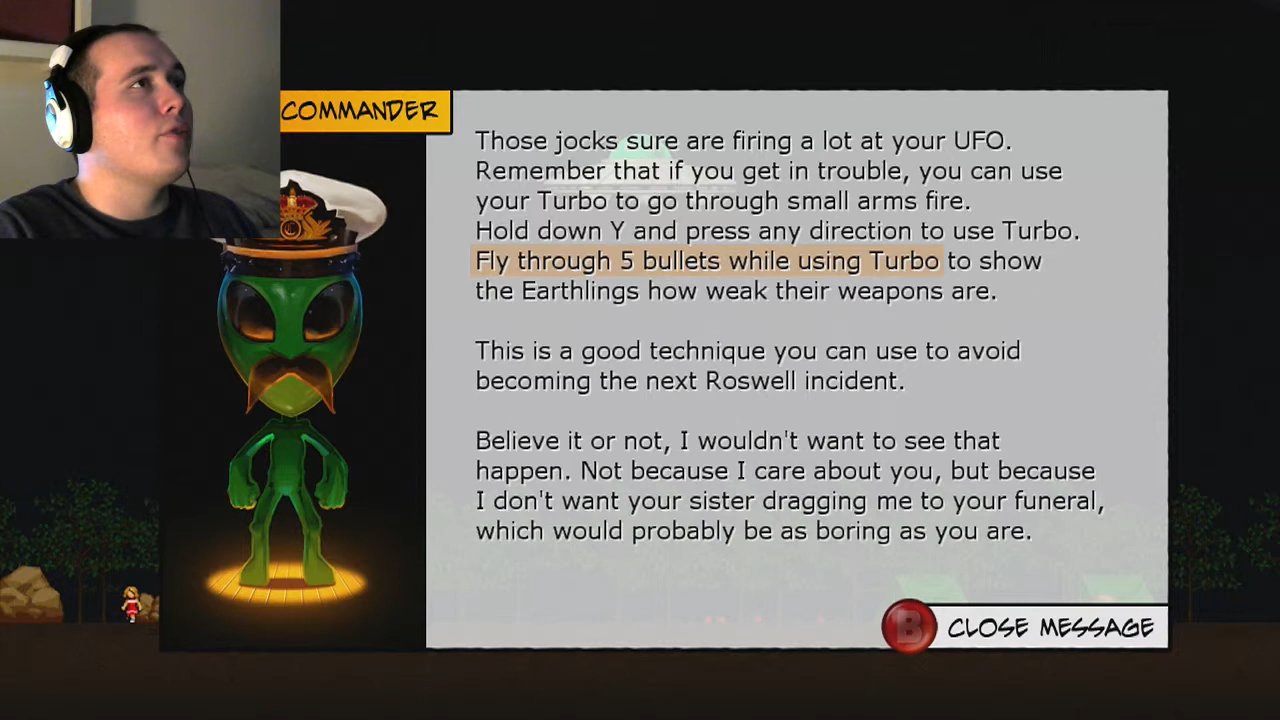 COMMANDER
Those jocks sure are firing a lot at your UFO.
Remember that if you get in trouble, you can use
your Turbo to go through small arms fire.
Hold down Y and press any direction to use Turbo.
Fly through 5 bullets while using Turbo to show
the Earthlings how weak their weapons are.
This is a good technique you can use to avoid
becoming the next Roswell incident.
Believe it or not, I wouldn't want to see that
happen. Not because I care about you, but because
I don't want your sister dragging me to your funeral,
which would probably be as boring as you are.
B CLOSE MESSAGE